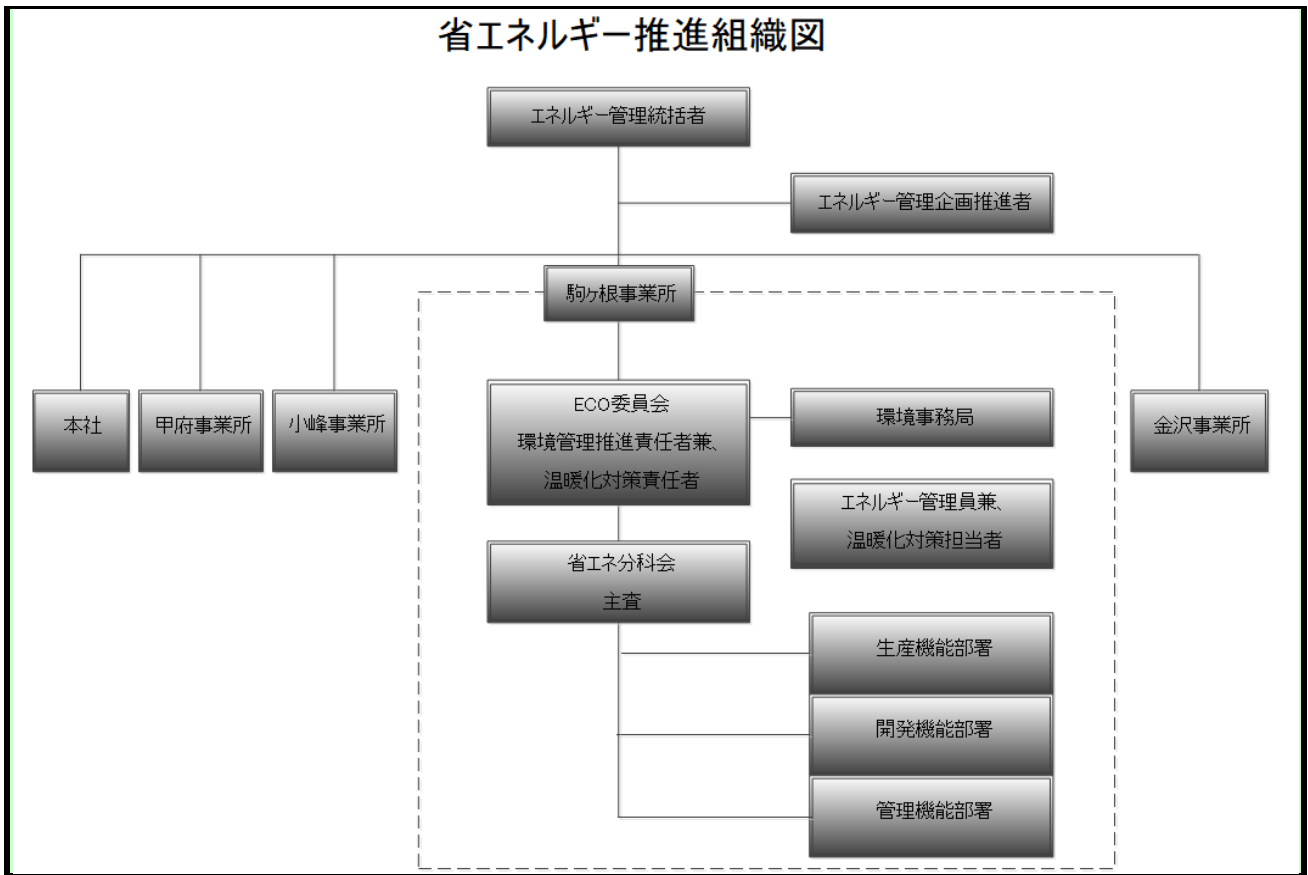 省エネルギー推進組織図
エネルギー管理統括者
エネルギー管理企画推進者
駒ヶ根事業所
本社
甲府事業所
小峰事業所
ECO委員会
環境管理推進責任者兼、
温暖化対策責任者
環境事務局
金沢事業所
エネルギー管理員兼、
温暖化対策担当者
省エネ分科会
主査
生産機能部署
開発機能部署
管理機能部署